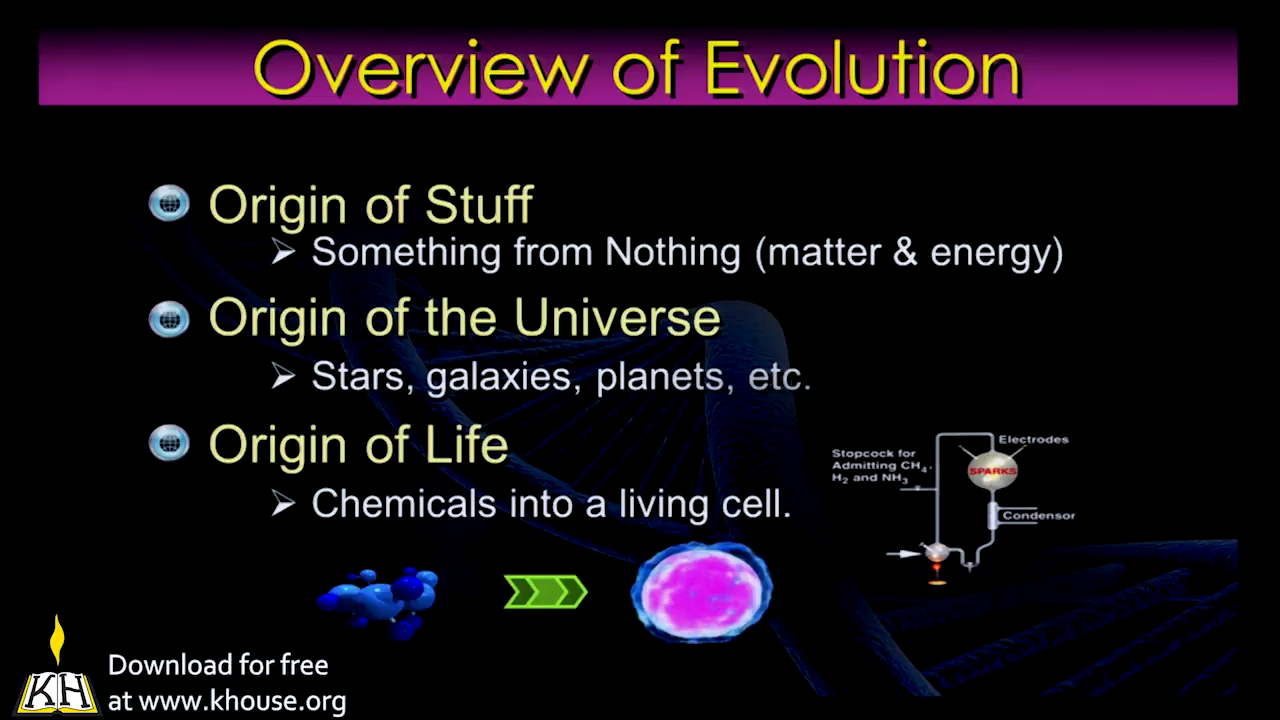 Overview of Evolution
Origin of Stuff
Something from Nothing (matter & energy)
Origin of the Universe
Stars, galaxies, planets, etc.
Origin of Life
Chemicals into a living cell.
Electrodes
Stopcock for
Admitting CH₄,
H₂ and NH₃
SPARKS
Condensor
KH
Download for free
at www.khouse.org